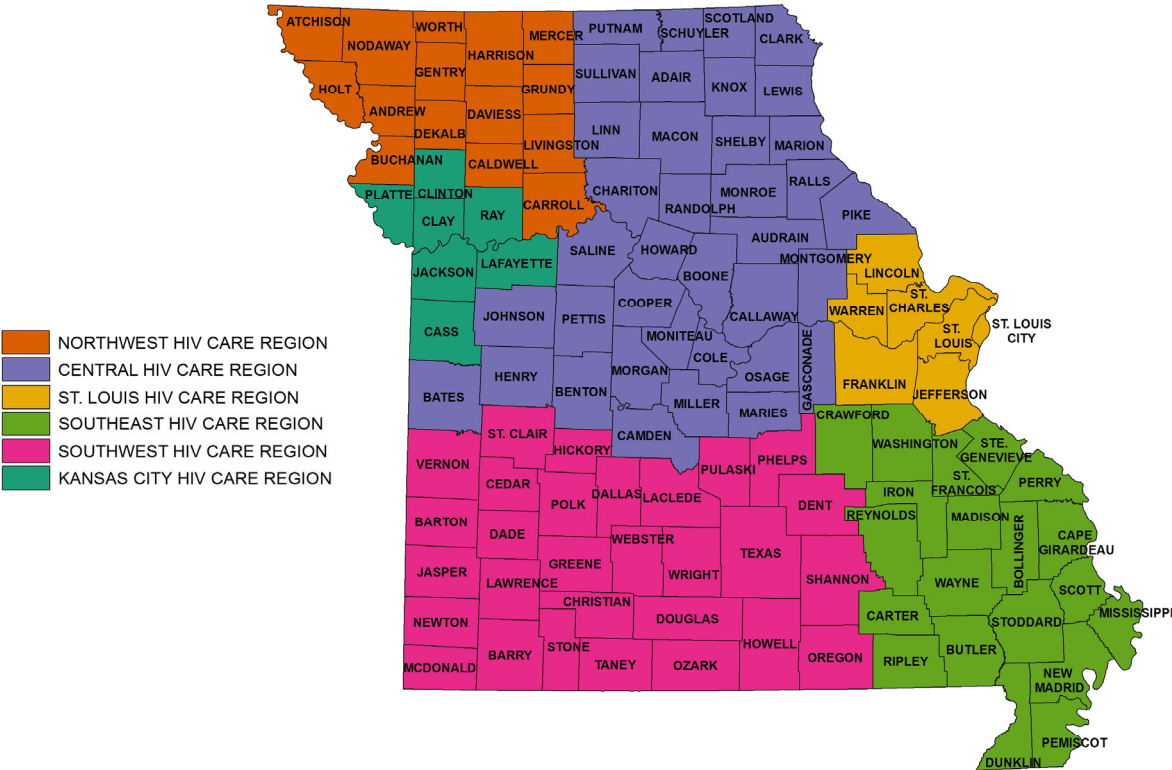 ATCHISON
NODAWAY
WORTH
GENTRY
HARRISON
MERCER
PUTNAM
SCHUYLER
SCOTLAND
CLARK
HOLT
ANDREW
DEKALB
DAVIESS
GRUNDY
SULLIVAN
ADAIR
KNOX
LEWIS
BUCHANAN
CALDWELL
LIVINGSTON
LINN
MACON
SHELBY
MARION
PLATTE
CLINTON
CLAY
RAY
CARROLL
CHARITON
RANDOLPH
MONROE
RALLS
PIKE
JACKSON
LAFAYETTE
SALINE
HOWARD
BOONE
AUDRAIN
MONTGOMERY
LINCOLN
CASS
JOHNSON
PETTIS
COOPER
MONITEAU
CALLAWAY
WARREN
ST.
CHARLES
ST.
LOUIS
ST. LOUIS
CITY
BATES
HENRY
BENTON
MORGAN
COLE
MILLER
OSAGE
MARIES
GASCONADE
FRANKLIN
JEFFERSON
NORTHWEST HIV CARE REGION
CENTRAL HIV CARE REGION
ST. LOUIS HIV CARE REGION
SOUTHEAST HIV CARE REGION
SOUTHWEST HIV CARE REGION
KANSAS CITY HIV CARE REGION
VERNON
ST. CLAIR
HICKORY
CAMDEN
PULASKI
PHELPS
CRAWFORD
WASHINGTON
STE.
GENEVIEVE
ST.
FRANCOIS
PERRY
CEDAR
POLK
DALLAS
LACLEDE
DENT
IRON
REYNOLDS
MADISON
BOLLINGER
CAPE
GIRARDEAU
BARTON
DADE
GREENE
WEBSTER
WRIGHT
TEXAS
SHANNON
WAYNE
SCOTT
MISSISSIPPI
JASPER
LAWRENCE
CHRISTIAN
DOUGLAS
CARTER
STODDARD
NEWTON
BARRY
STONE
TANEY
OZARK
HOWELL
OREGON
RIPLEY
BUTLER
MCDONALD
NEW
MADRID
PEMISCOT
DUNKLIN